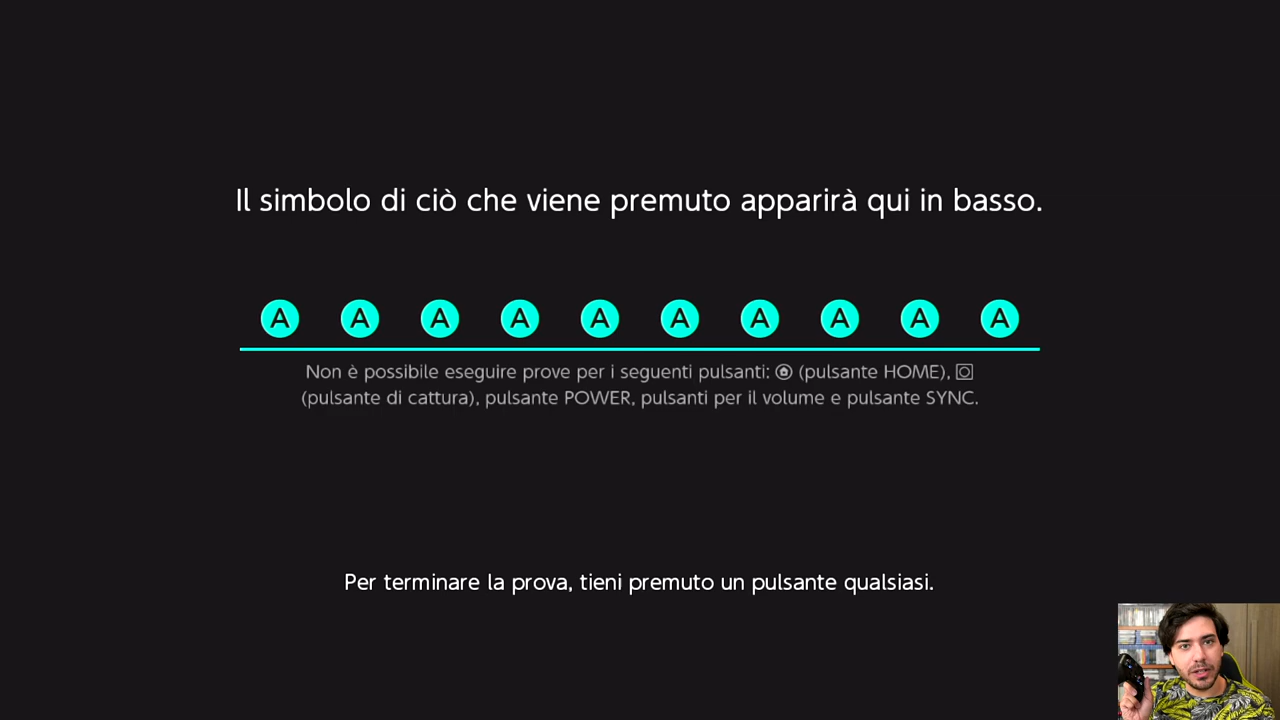 Il simbolo di ciò che viene premuto apparirà qui in basso.
A A A A A A A A A A
Non è possibile eseguire prove per i seguenti pulsanti: (pulsante HOME),
(pulsante di cattura), pulsante POWER, pulsanti per il volume e pulsante SYNC.
Per terminare la prova, tieni premuto un pulsante qualsiasi.